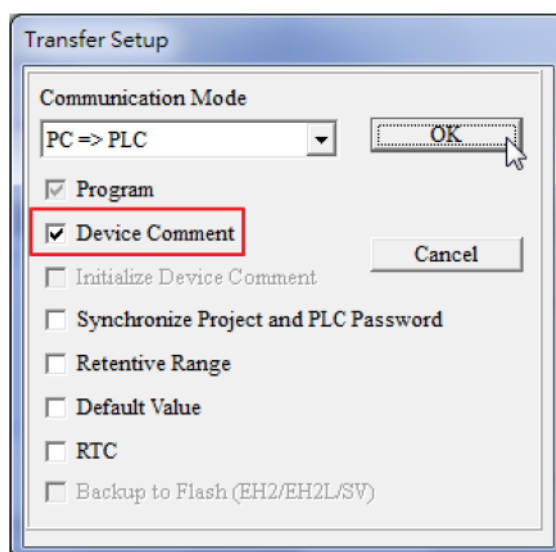 Transfer Setup
Communication Mode
PC => PLC
OK
Program
Device Comment
Cancel
Initialize Device Comment
Synchronize Project and PLC Password
Retentive Range
Default Value
RTC
Backup to Flash (EH2/EH2L/SV)